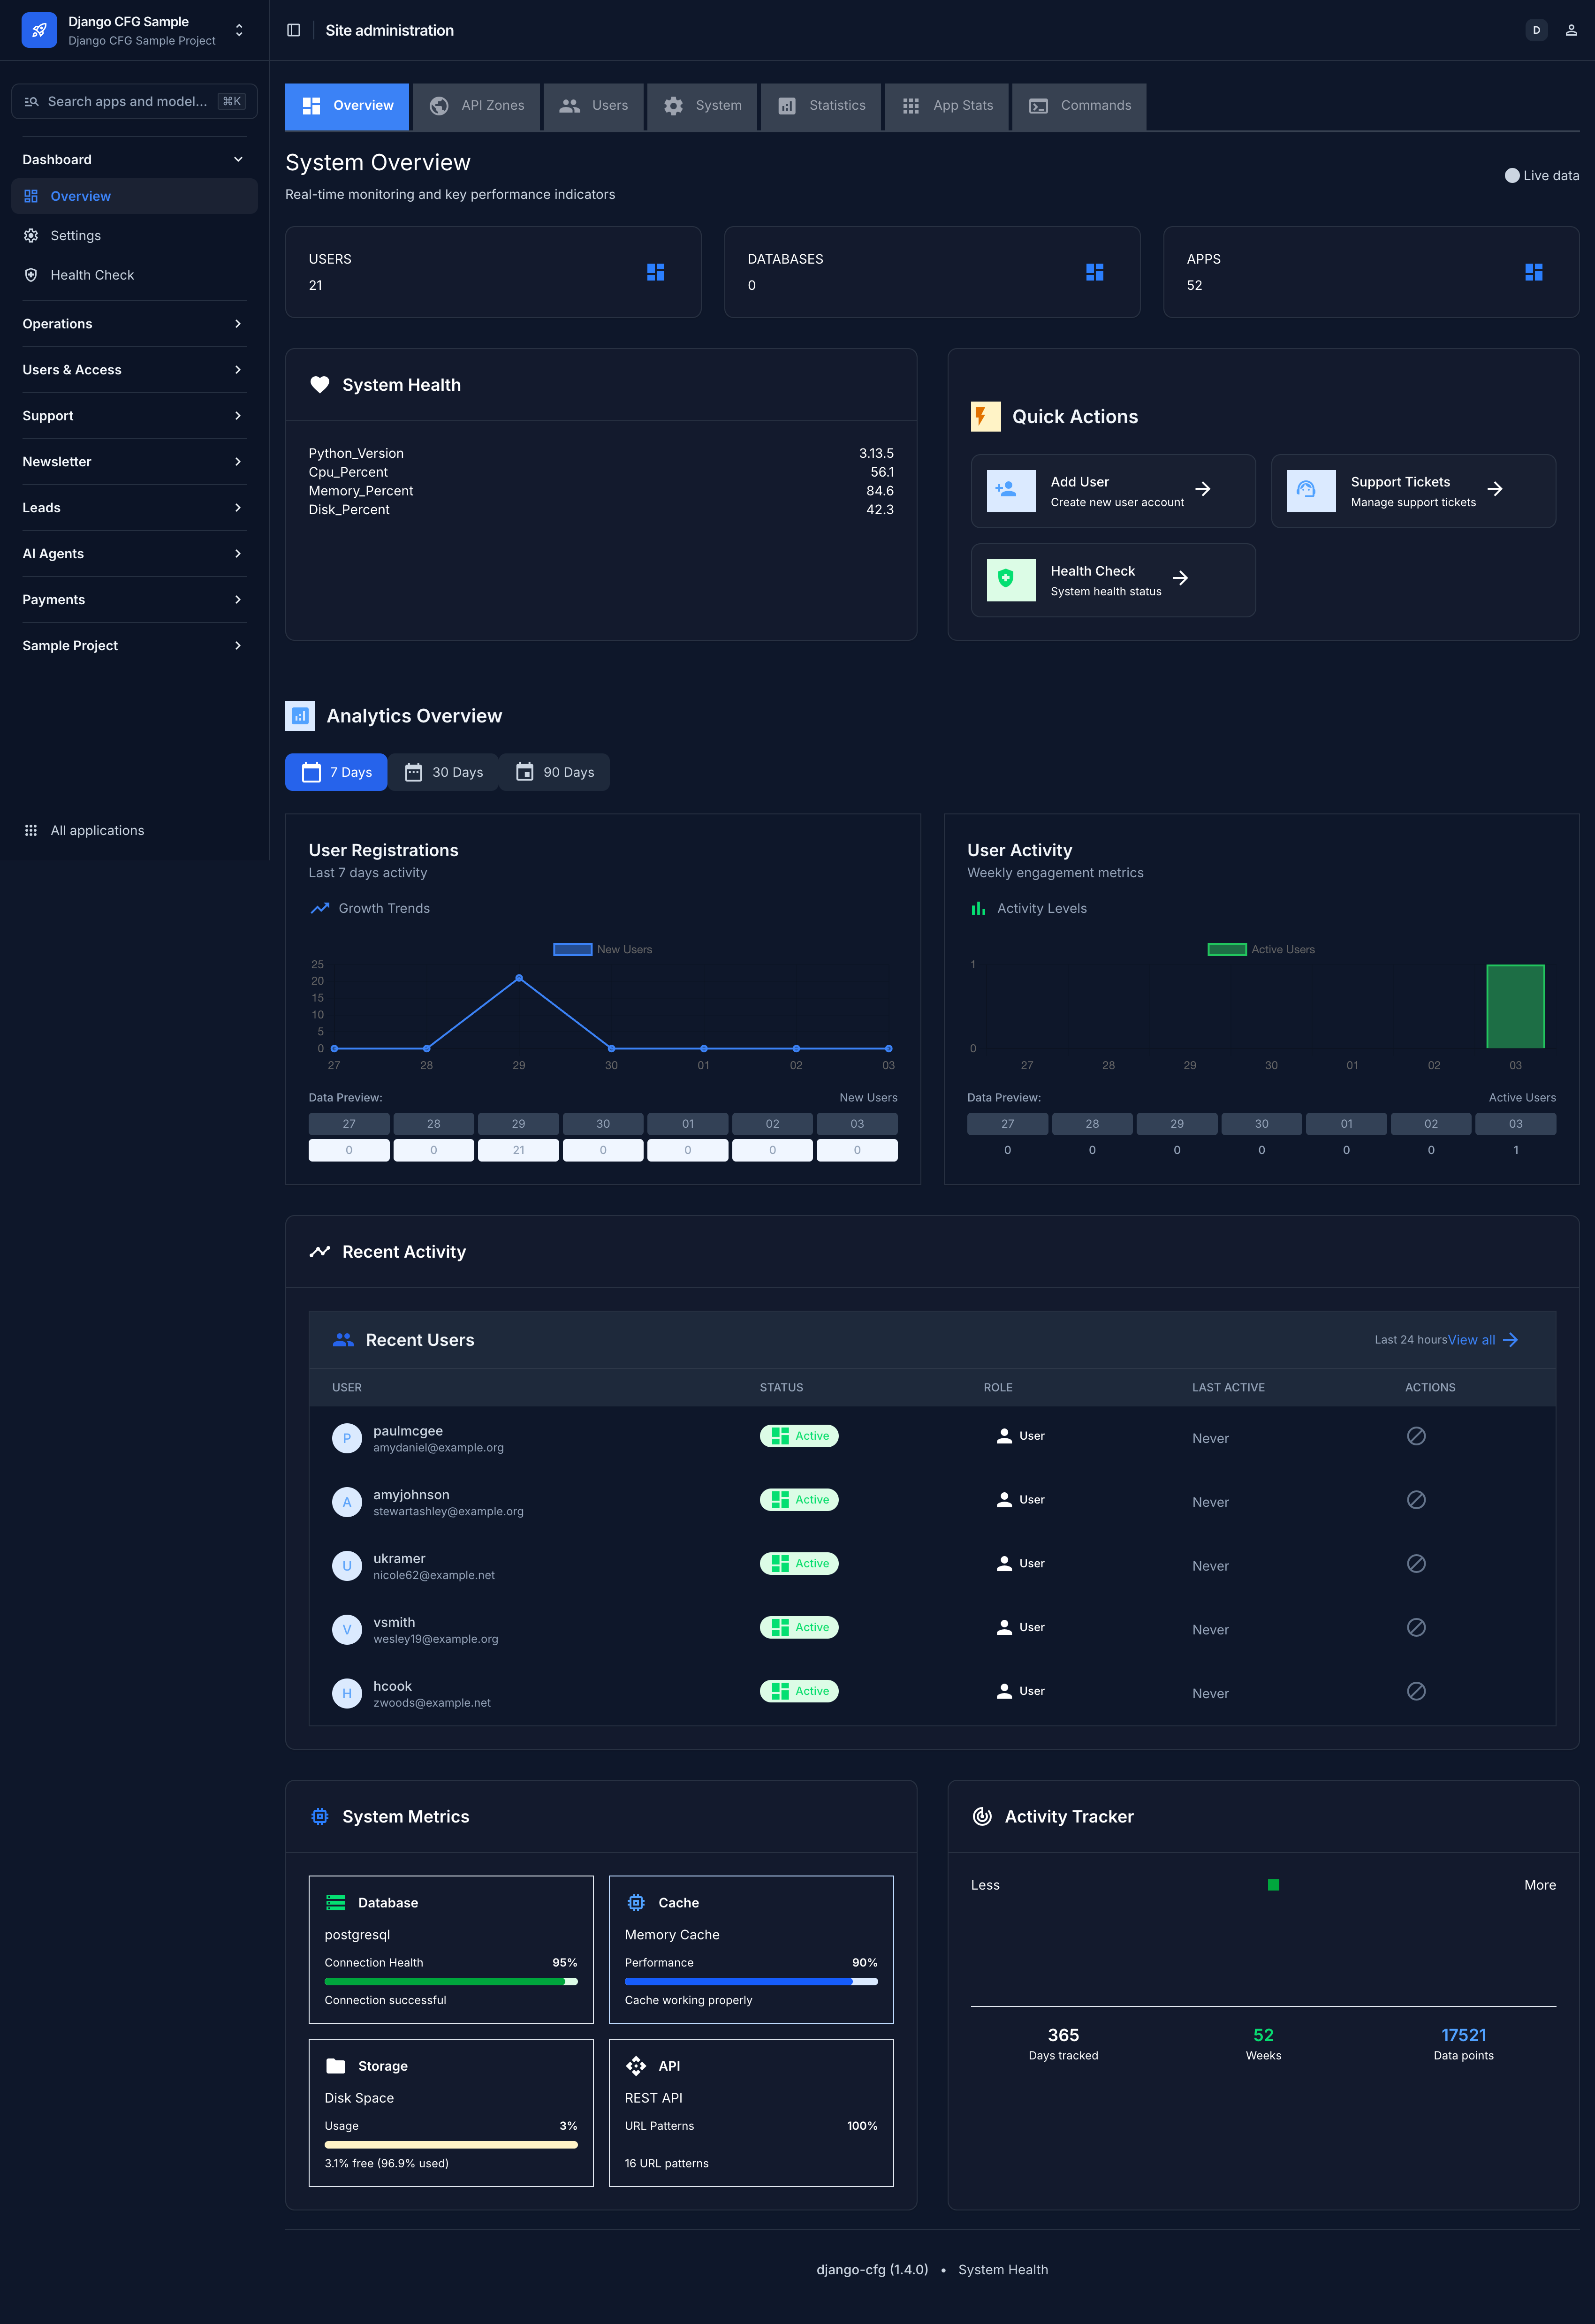 Django CFG Sample
Django CFG Sample Project
Search apps and model...
⌘K
Dashboard
Overview
Settings
Health Check
Operations
Users & Access
Support
Newsletter
Leads
AI Agents
Payments
Sample Project
All applications
Site administration
D
Overview
API Zones
Users
System
Statistics
App Stats
Commands
System Overview
Real-time monitoring and key performance indicators
Live data
USERS
21
DATABASES
0
APPS
52
System Health
Python_Version 3.13.5
Cpu_Percent 56.1
Memory_Percent 84.6
Disk_Percent 42.3
Quick Actions
Add User
Create new user account
Support Tickets
Manage support tickets
Health Check
System health status
Analytics Overview
7 Days
30 Days
90 Days
User Registrations
Last 7 days activity
Growth Trends
New Users
25
20
15
10
5
0
27 28 29 30 01 02 03
Data Preview: New Users
27 28 29 30 01 02 03
0 0 21 0 0 0 0
User Activity
Weekly engagement metrics
Activity Levels
Active Users
1
0
27 28 29 30 01 02 03
Data Preview: Active Users
27 28 29 30 01 02 03
0 0 0 0 0 0 1
Recent Activity
Recent Users
Last 24 hours View all
USER STATUS ROLE LAST ACTIVE ACTIONS
P paulmcgee Active User Never
amydaniel@example.org
A amyjohnson Active User Never
stewartashley@example.org
U ukramer Active User Never
nicole62@example.net
V vsmith Active User Never
wesley19@example.org
H hcook Active User Never
zwoods@example.net
System Metrics
Database
postgresql
Connection Health 95%
Connection successful
Cache
Memory Cache
Performance 90%
Cache working properly
Storage
Disk Space
Usage 3%
3.1% free (96.9% used)
API
REST API
URL Patterns 100%
16 URL patterns
Activity Tracker
Less More
365 52 17521
Days tracked Weeks Data points
django-cfg (1.4.0) • System Health